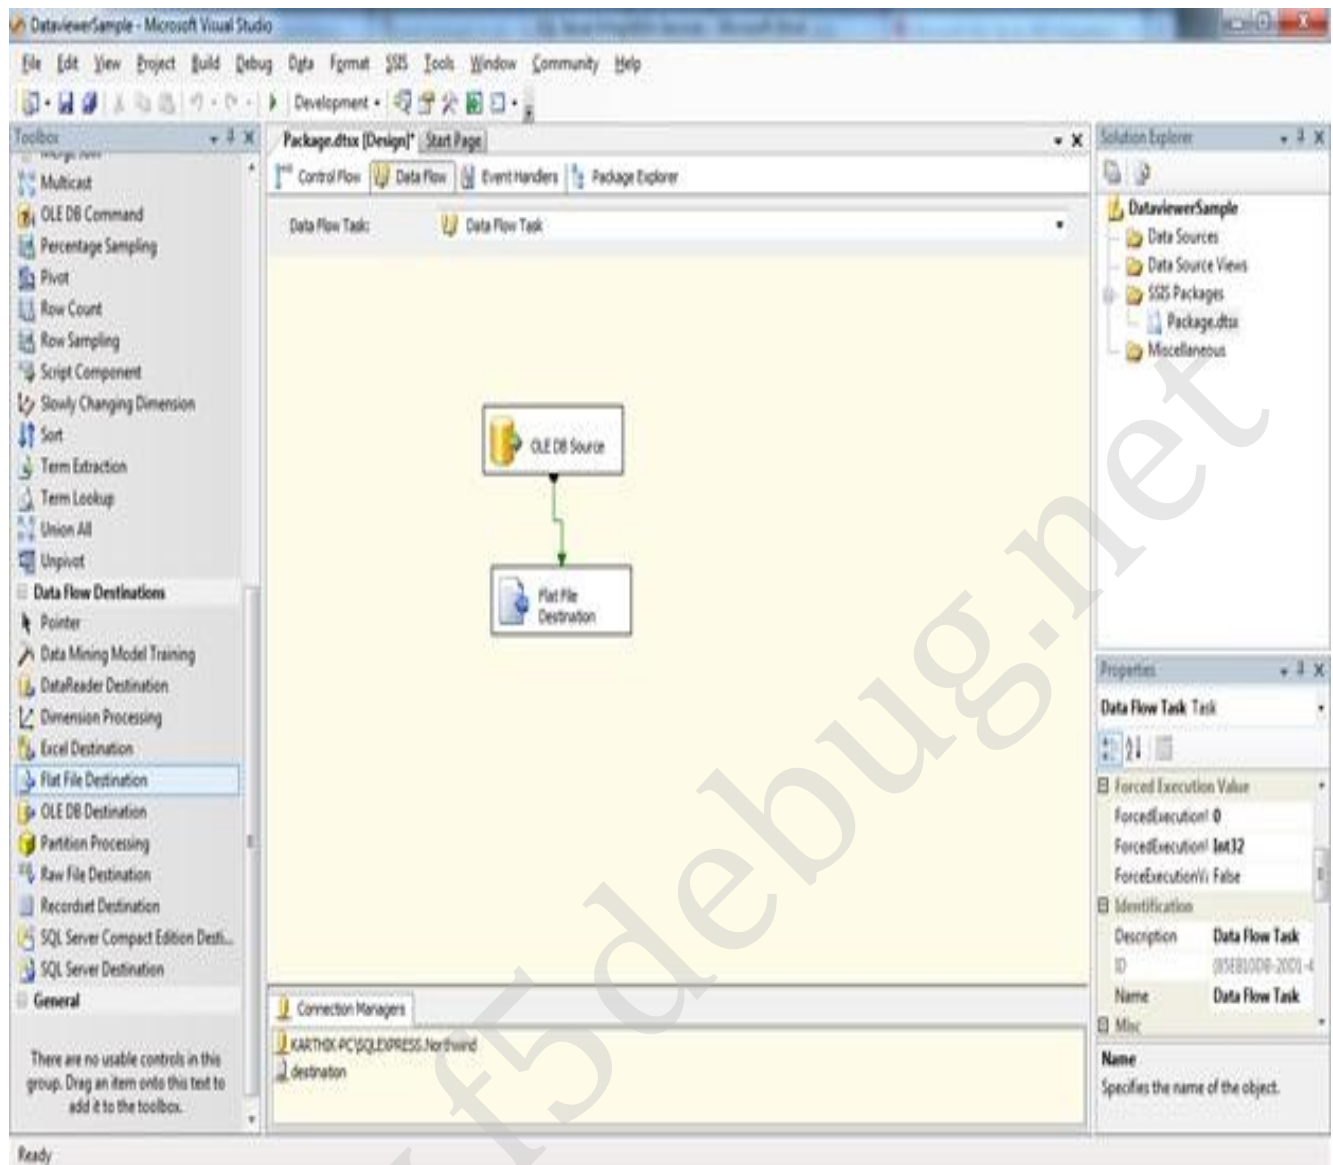 DataviewerSample - Microsoft Visual Studio
File Edit View Project Build Debug Data Format SSIS Tools Window Community Help
Development
Toolbox
Multicast
OLE DB Command
Percentage Sampling
Pivot
Row Count
Row Sampling
Script Component
Slowly Changing Dimension
Sort
Term Extraction
Term Lookup
Union All
Unpivot
Data Flow Destinations
Pointer
Data Mining Model Training
DataReader Destination
Dimension Processing
Excel Destination
Flat File Destination
OLE DB Destination
Partition Processing
Raw File Destination
Recordset Destination
SQL Server Compact Edition Desti...
SQL Server Destination
General
There are no usable controls in this
group. Drag an item onto this text to
add it to the toolbox.
Package.dtsx [Design]* Start Page
Control Flow Data Flow Event Handlers Package Explorer
Data Flow Task: Data Flow Task
OLE DB Source
Flat File
Destination
Connection Managers
KARTHIK-PC\SQLEXPRESS.Northwind
destination
Solution Explorer
DataviewerSample
Data Sources
Data Source Views
SSIS Packages
Package.dtsx
Miscellaneous
Properties
Data Flow Task Task
Forced Execution Value
ForcedExecution 0
ForcedExecution Int32
ForceExecutionV False
Identification
Description Data Flow Task
ID
Name Data Flow Task
Misc
Name
Specifies the name of the object.
Ready
f5debug.net